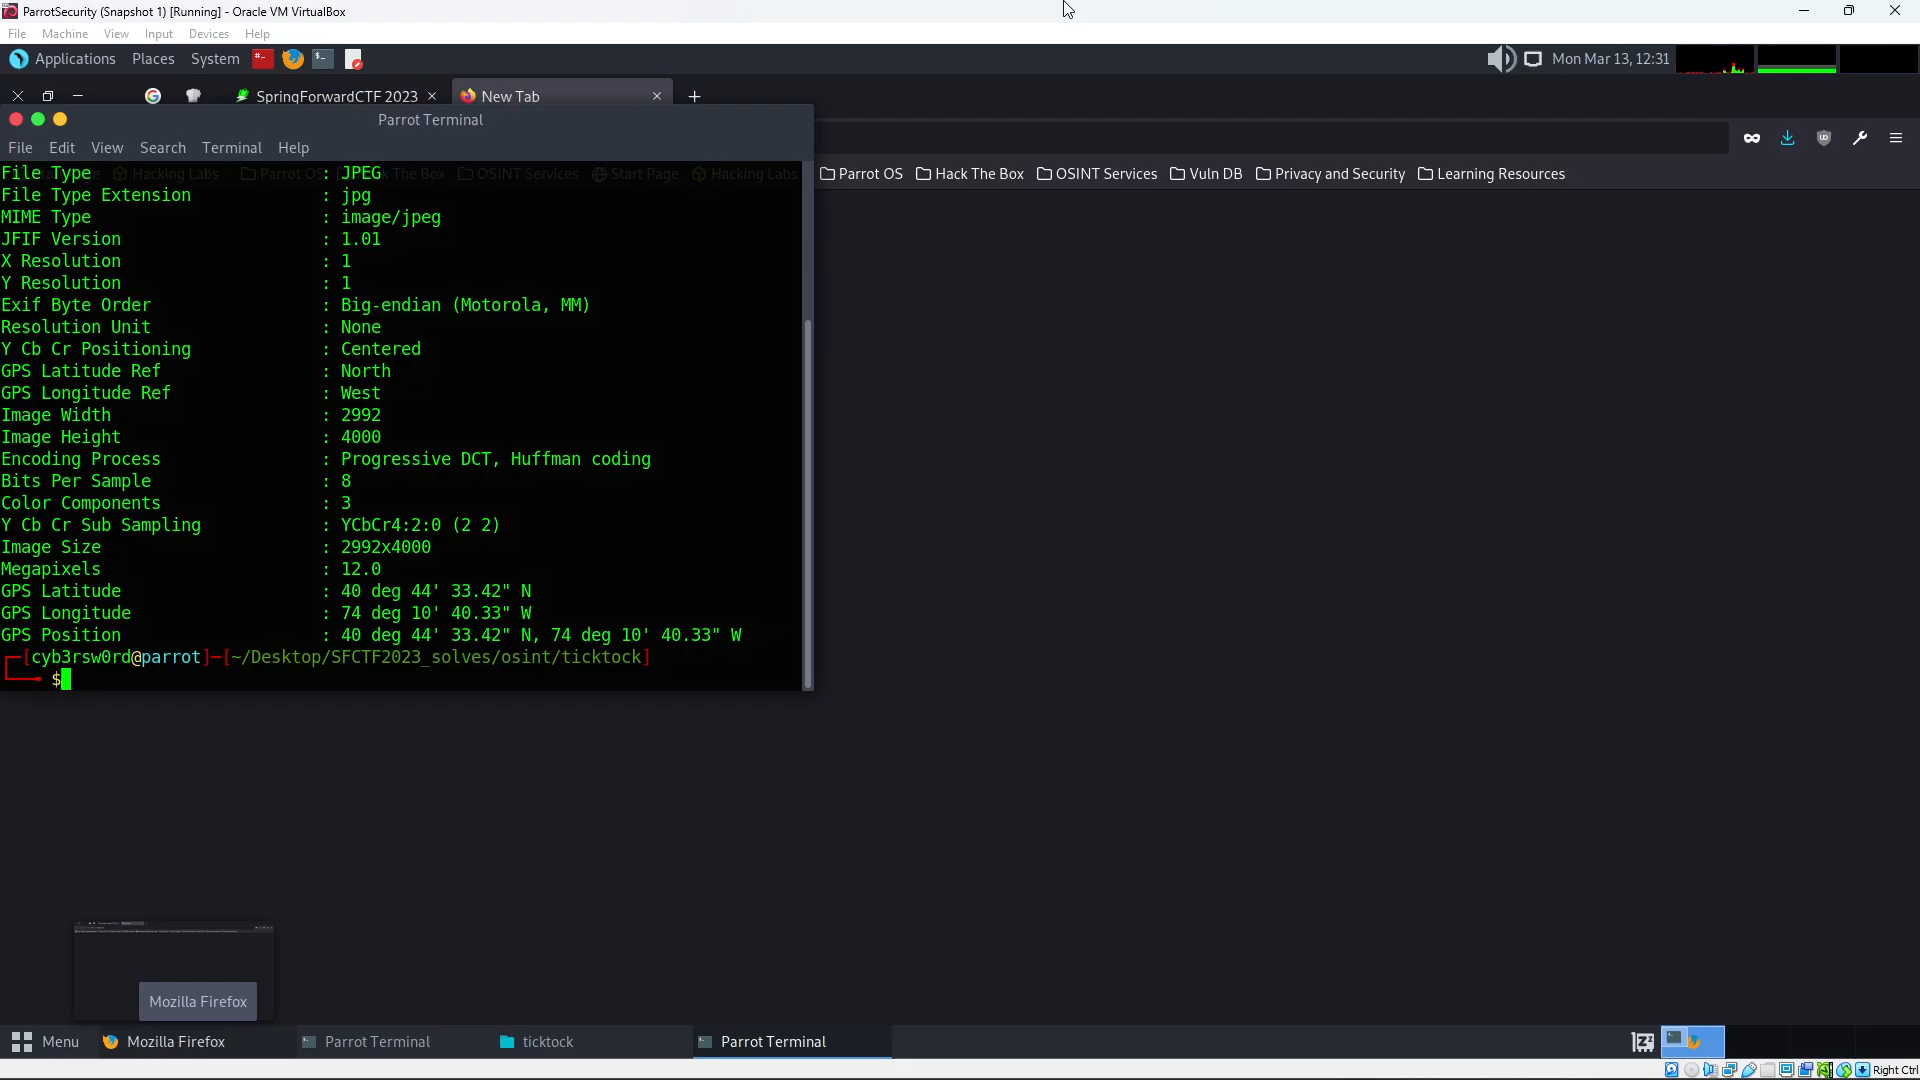 ParrotSecurity (Snapshot 1) [Running] - Oracle VM VirtualBox
File Machine View Input Devices Help
Applications Places System Mon Mar 13, 12:31
SpringForwardCTF 2023 New Tab
Parrot Terminal
File Edit View Search Terminal Help
Hacking Labs Parrot OS The Box OSINT Services Start Page Hacking Labs Parrot OS Hack The Box OSINT Services Vuln DB Privacy and Security Learning Resources
File Type : JPEG
File Type Extension : jpg
MIME Type : image/jpeg
JFIF Version : 1.01
X Resolution : 1
Y Resolution : 1
Exif Byte Order : Big-endian (Motorola, MM)
Resolution Unit : None
Y Cb Cr Positioning : Centered
GPS Latitude Ref : North
GPS Longitude Ref : West
Image Width : 2992
Image Height : 4000
Encoding Process : Progressive DCT, Huffman coding
Bits Per Sample : 8
Color Components : 3
Y Cb Cr Sub Sampling : YCbCr4:2:0 (2 2)
Image Size : 2992x4000
Megapixels : 12.0
GPS Latitude : 40 deg 44' 33.42" N
GPS Longitude : 74 deg 10' 40.33" W
GPS Position : 40 deg 44' 33.42" N, 74 deg 10' 40.33" W
[cyb3rsw0rd@parrot]-[~/Desktop/SFCTF2023_solves/osint/ticktock]
$
Mozilla Firefox
Menu Mozilla Firefox Parrot Terminal ticktock Parrot Terminal
Right Ctrl